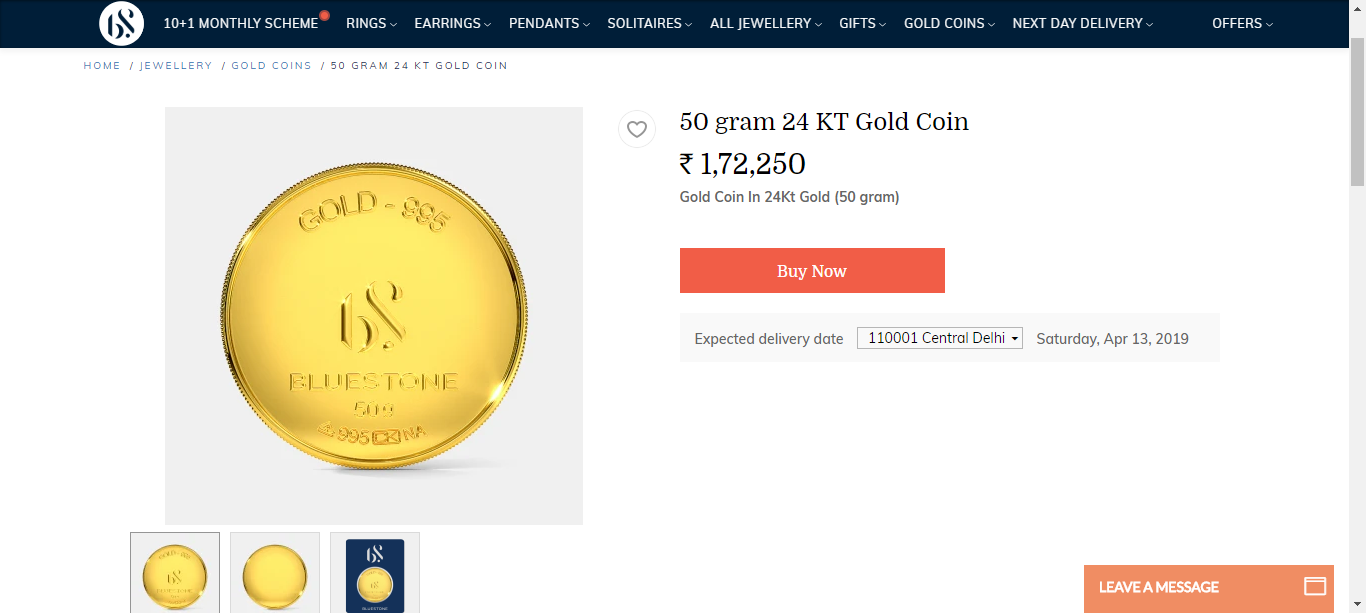 10+1 MONTHLY SCHEME RINGS EARRINGS PENDANTS SOLITAIRES ALL JEWELLERY GIFTS GOLD COINS NEXT DAY DELIVERY OFFERS
HOME / JEWELLERY / GOLD COINS / 50 GRAM 24 KT GOLD COIN
50 gram 24 KT Gold Coin
₹ 1,72,250
Gold Coin In 24Kt Gold (50 gram)
Buy Now
Expected delivery date 110001 Central Delhi Saturday, Apr 13, 2019
GOLD - 995
BLUESTONE
50g
995 CK NA
BLUESTONE
LEAVE A MESSAGE